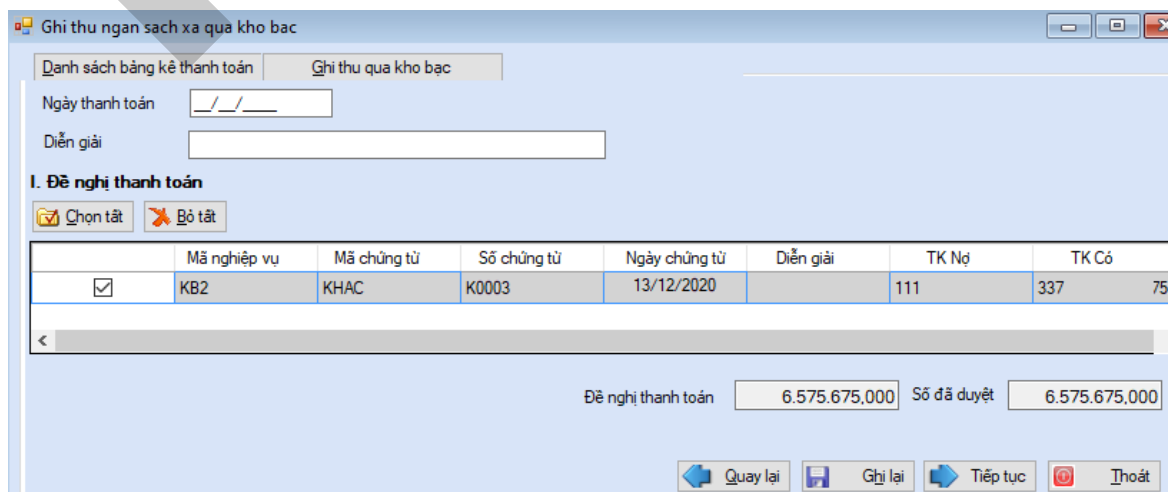 Ghi thu ngan sach xa qua kho bac
Danh sách bảng kê thanh toán Ghi thu qua kho bạc
Ngày thanh toán __/__/____
Diễn giải
I. Đề nghị thanh toán
Chọn tất Bỏ tất
Mã nghiệp vụ Mã chứng từ Số chứng từ Ngày chứng từ Diễn giải TK Nợ TK Có
KB2 KHAC K0003 13/12/2020 111 337 75
Đề nghị thanh toán 6.575.675,000 Số đã duyệt 6.575.675,000
Quay lại Ghi lại Tiếp tục Thoát